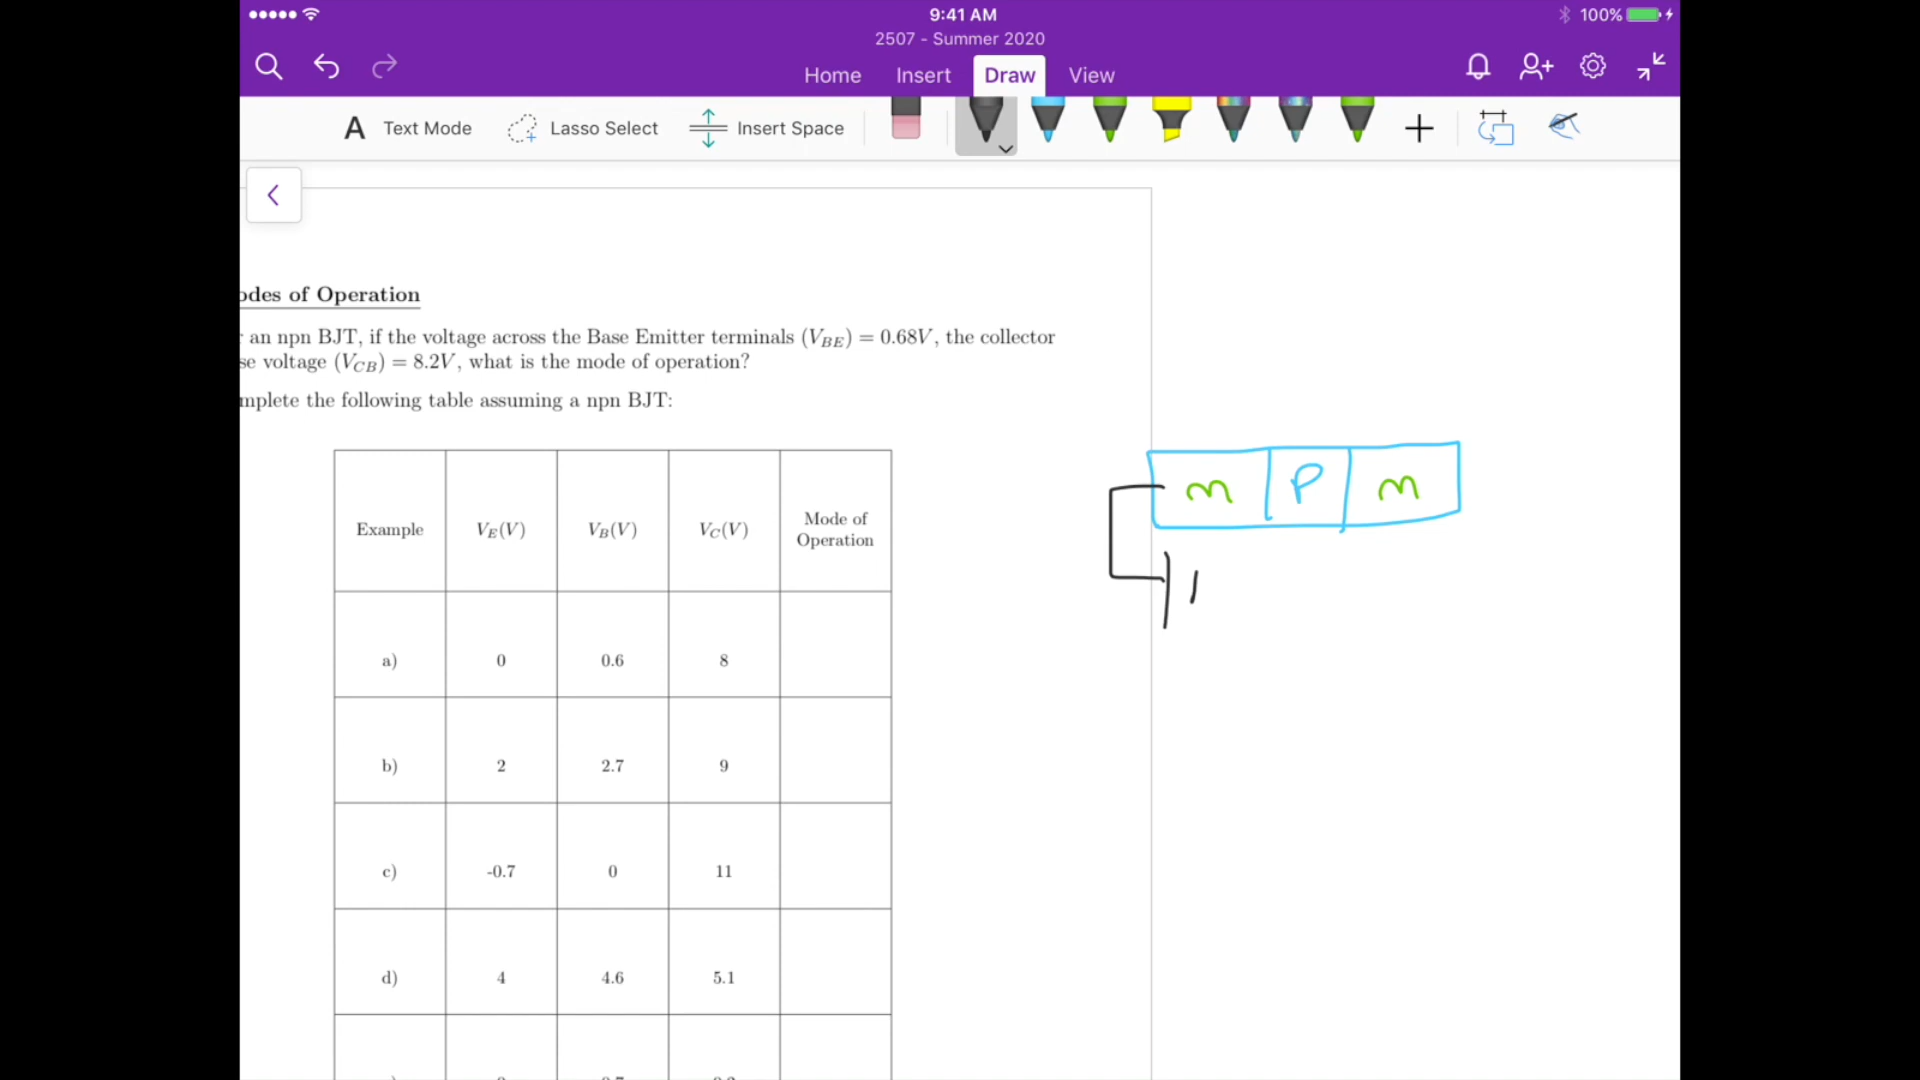 9:41 AM
100%
2507 - Summer 2020
Home Insert Draw View
A Text Mode Lasso Select Insert Space
odes of Operation
an npn BJT, if the voltage across the Base Emitter terminals (V_BE) = 0.68V, the collector
se voltage (V_CB) = 8.2V, what is the mode of operation?
mplete the following table assuming a npn BJT:
Example V_E(V) V_B(V) V_C(V) Mode of
Operation
a) 0 0.6 8
b) 2 2.7 9
c) -0.7 0 11
d) 4 4.6 5.1
n P n